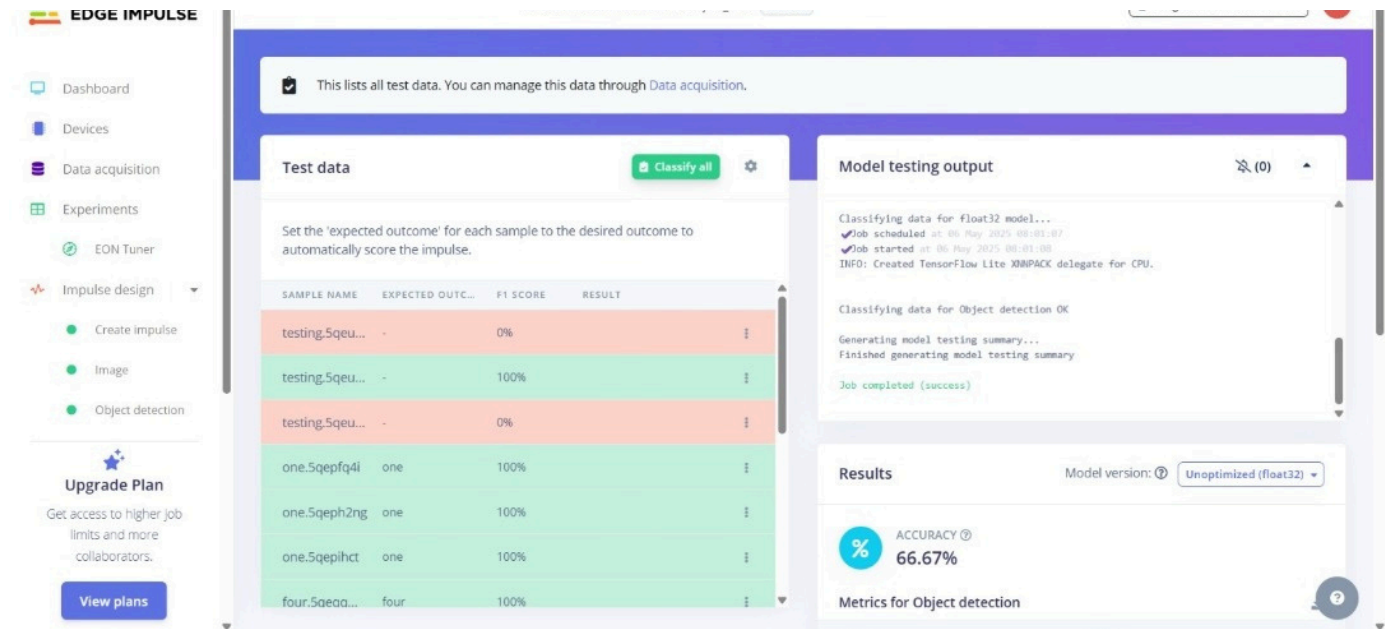 EDGE IMPULSE
Dashboard
Devices
Data acquisition
Experiments
EON Tuner
Impulse design
Create impulse
Image
Object detection
Upgrade Plan
Get access to higher job
limits and more
collaborators.
View plans
This lists all test data. You can manage this data through Data acquisition.
Test data
Classify all
Set the 'expected outcome' for each sample to the desired outcome to
automatically score the impulse.
SAMPLE NAME EXPECTED OUTC... F1 SCORE RESULT
testing.5qeu... - 0%
testing.5qeu... - 100%
testing.5qeu... - 0%
one.5qepfq4i one 100%
one.5qeph2ng one 100%
one.5qepihct one 100%
four.5qeqq... four 100%
Model testing output
(0)
Classifying data for float32 model...
Job scheduled at 06 May 2025 08:01:07
Job started at 06 May 2025 08:01:08
INFO: Created TensorFlow Lite XNNPACK delegate for CPU.
Classifying data for Object detection OK
Generating model testing summary...
Finished generating model testing summary
Job completed (success)
Results
Model version: Unoptimized (float32)
%
ACCURACY
66.67%
Metrics for Object detection